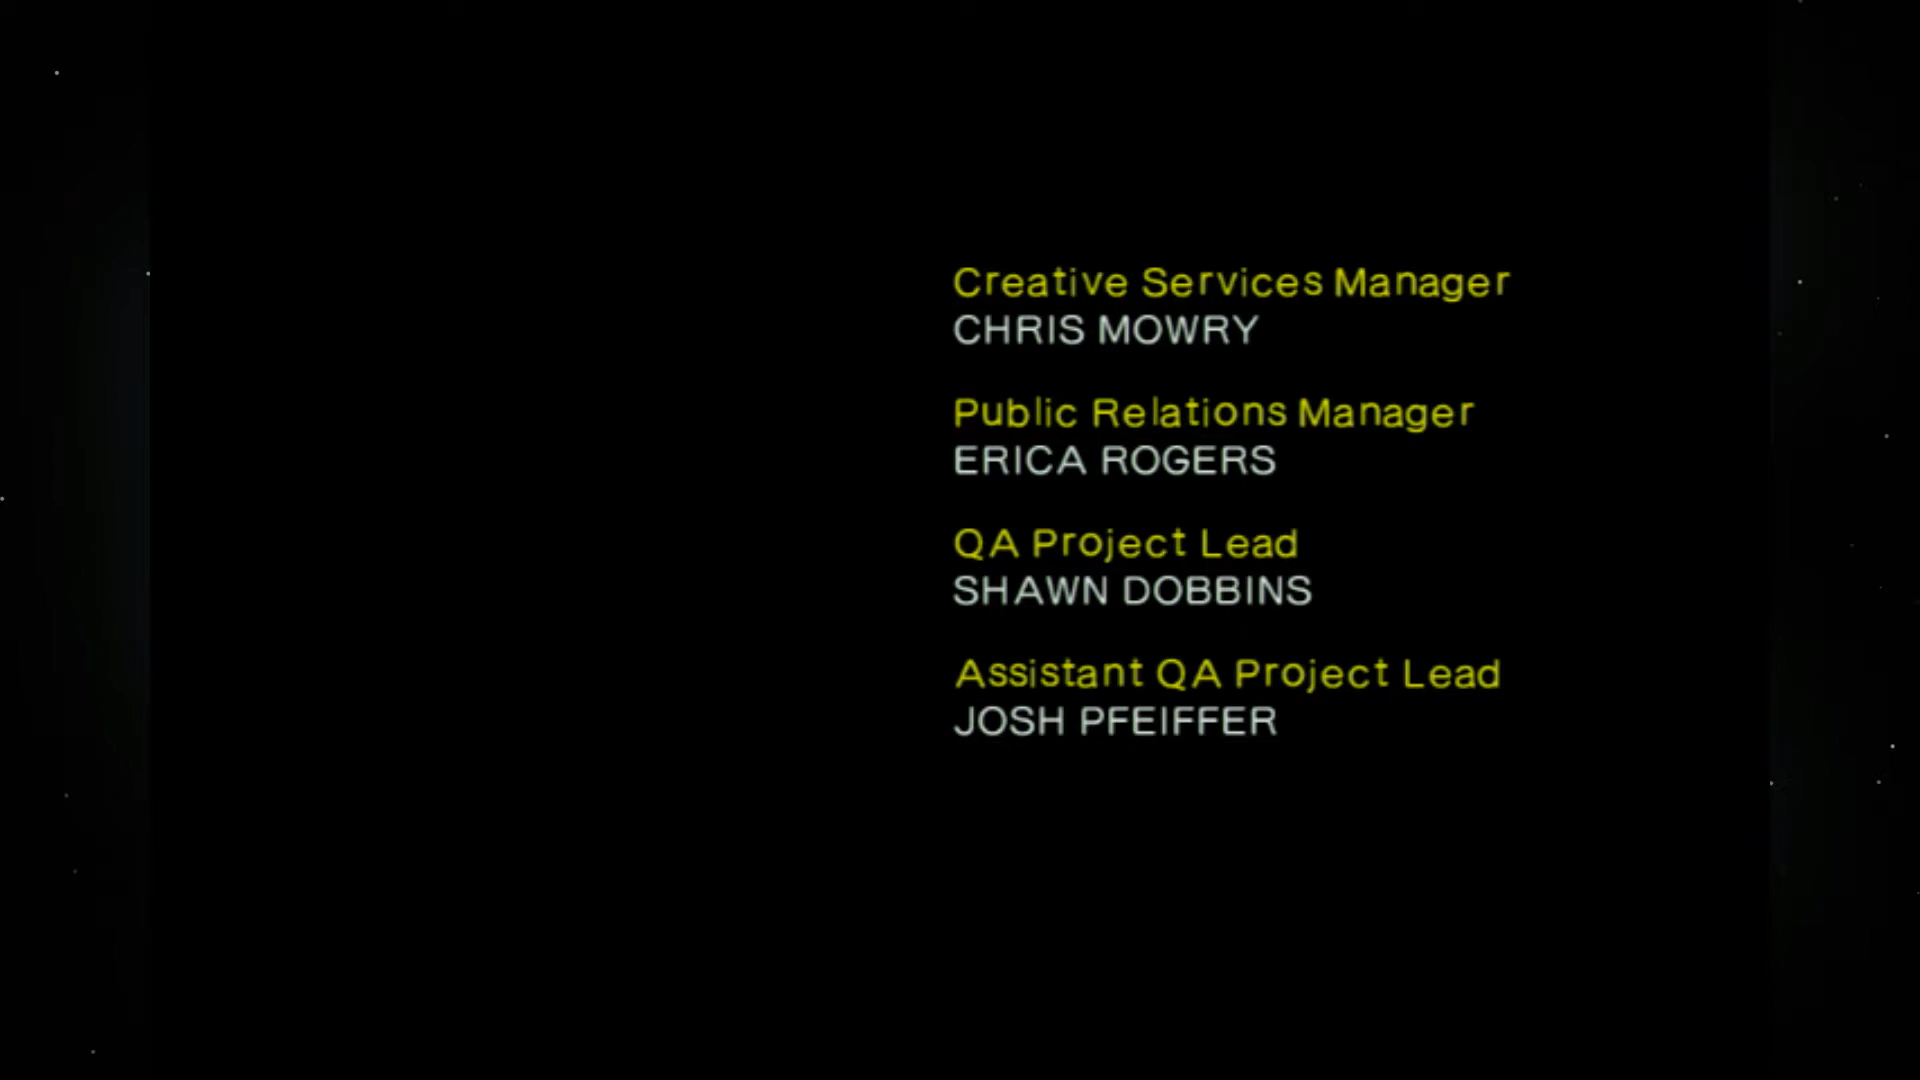 Creative Services Manager
CHRIS MOWRY
Public Relations Manager
ERICA ROGERS
QA Project Lead
SHAWN DOBBINS
Assistant QA Project Lead
JOSH PFEIFFER